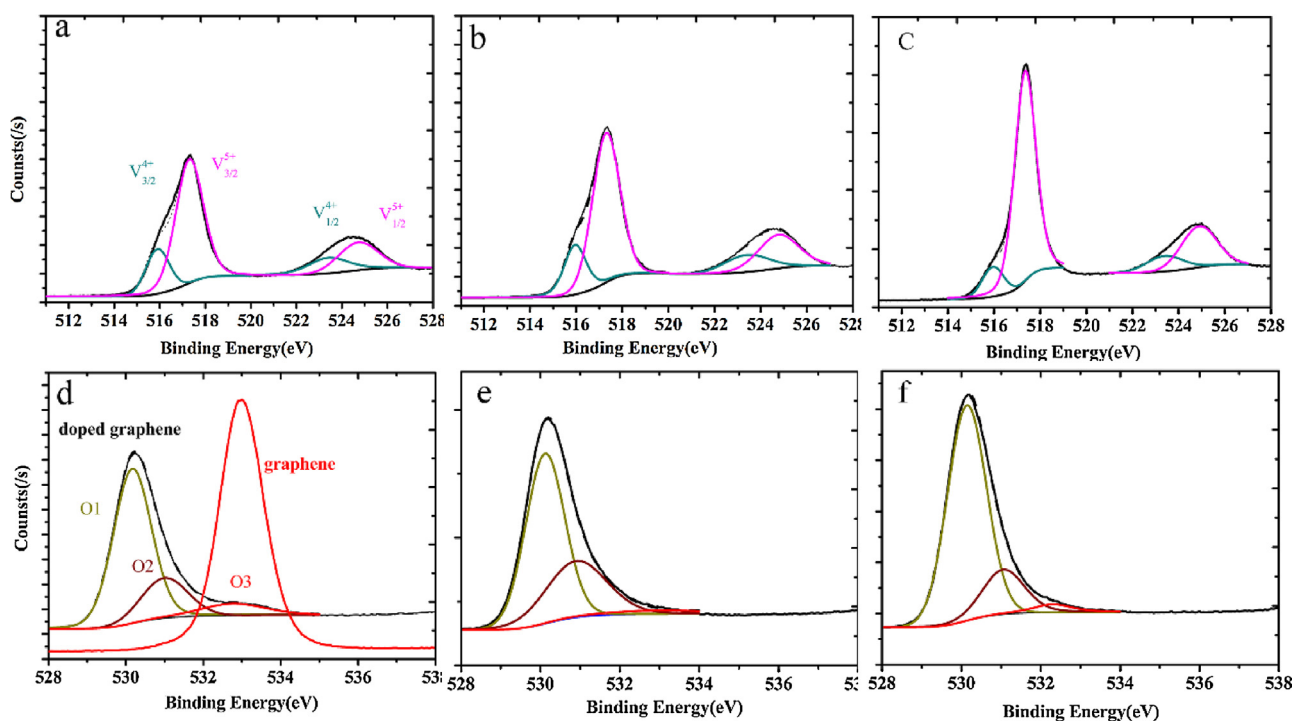 a
b
c
Counsts(/s)
V4+ 3/2
V5+ 3/2
V4+ 1/2
V5+ 1/2
512 514 516 518 520 522 524 526 528
512 514 516 518 520 522 524 526 528
512 514 516 518 520 522 524 526 528
Binding Energy(eV)
Binding Energy(eV)
Binding Energy(eV)
d
e
f
Counsts(/s)
doped graphene
graphene
O1
O2
O3
528 530 532 534 536 538
528 530 532 534 536 538
528 530 532 534 536 538
Binding Energy(eV)
Binding Energy(eV)
Binding Energy(eV)